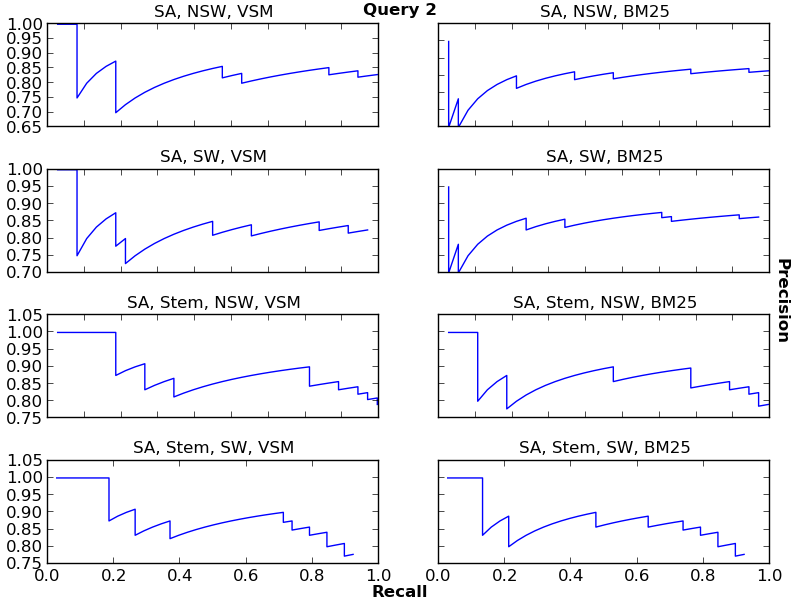 Query 2
SA, NSW, VSM
SA, NSW, BM25
1.00
0.95
0.90
0.85
0.80
0.75
0.70
0.65
SA, SW, VSM
SA, SW, BM25
1.00
0.95
0.90
0.85
0.80
0.75
0.70
SA, Stem, NSW, VSM
SA, Stem, NSW, BM25
1.05
1.00
0.95
0.90
0.85
0.80
0.75
SA, Stem, SW, VSM
SA, Stem, SW, BM25
1.05
1.00
0.95
0.90
0.85
0.80
0.75
0.0 0.2 0.4 0.6 0.8 1.0
0.0 0.2 0.4 0.6 0.8 1.0
Recall
Precision